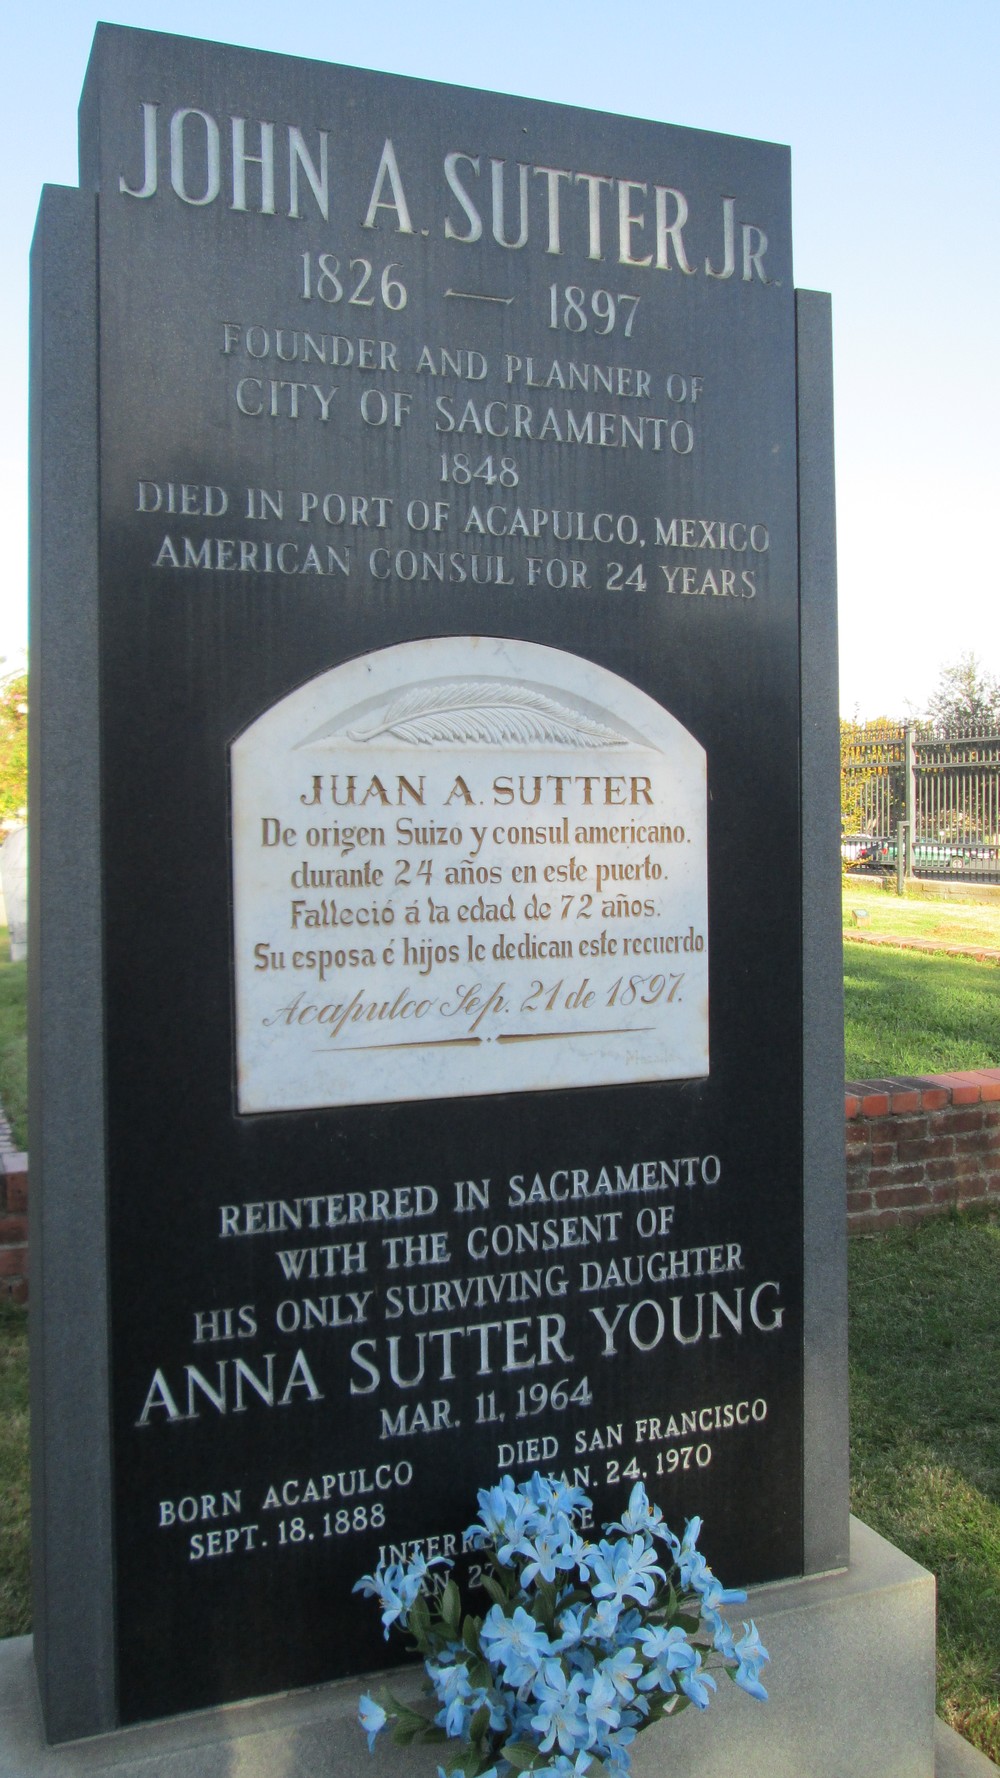 JOHN A. SUTTER JR.
1826 — 1897
FOUNDER AND PLANNER OF
CITY OF SACRAMENTO
1848
DIED IN PORT OF ACAPULCO, MEXICO
AMERICAN CONSUL FOR 24 YEARS
JUAN A. SUTTER
De origen Suizo y consul americano.
durante 24 años en este puerto.
Falleció á la edad de 72 años.
Su esposa é hijos le dedican este recuerdo
Acapulco Sep. 21 de 1897.
REINTERRED IN SACRAMENTO
WITH THE CONSENT OF
HIS ONLY SURVIVING DAUGHTER
ANNA SUTTER YOUNG
MAR. 11, 1964
BORN ACAPULCO
SEPT. 18, 1888
DIED SAN FRANCISCO
JAN. 24, 1970